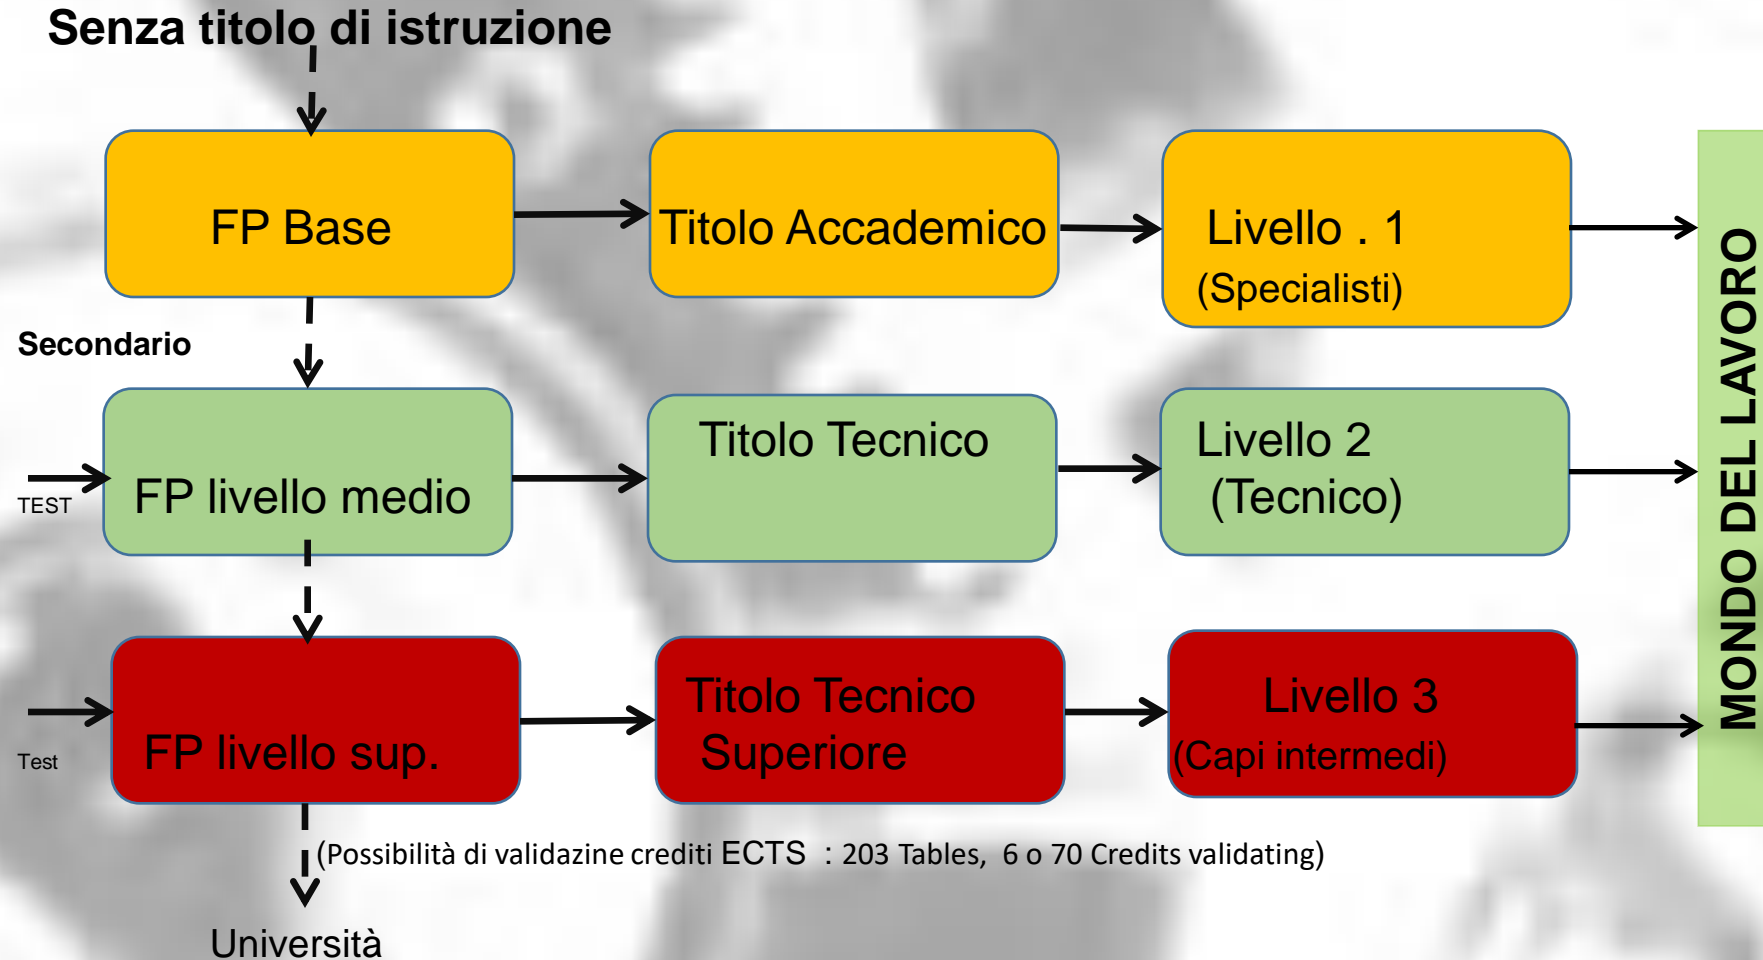 Senza titolo di istruzione
FP Base
Titolo Accademico
Livello . 1
(Specialisti)
Secondario
TEST
FP livello medio
Titolo Tecnico
Livello 2
(Tecnico)
Test
FP livello sup.
Titolo Tecnico
Superiore
Livello 3
(Capi intermedi)
MONDO DEL LAVORO
(Possibilità di validazine crediti ECTS : 203 Tables, 6 o 70 Credits validating)
Università